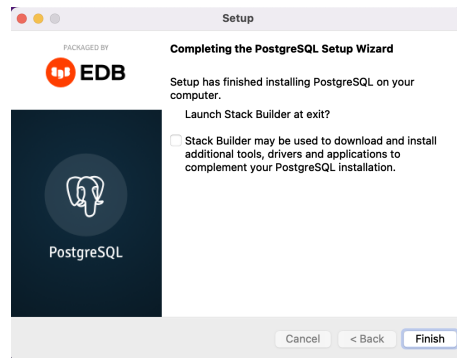 Setup
PACKAGED BY
EDB
Completing the PostgreSQL Setup Wizard
Setup has finished installing PostgreSQL on your
computer.
Launch Stack Builder at exit?
Stack Builder may be used to download and install
additional tools, drivers and applications to
complement your PostgreSQL installation.
PostgreSQL
Cancel
< Back
Finish